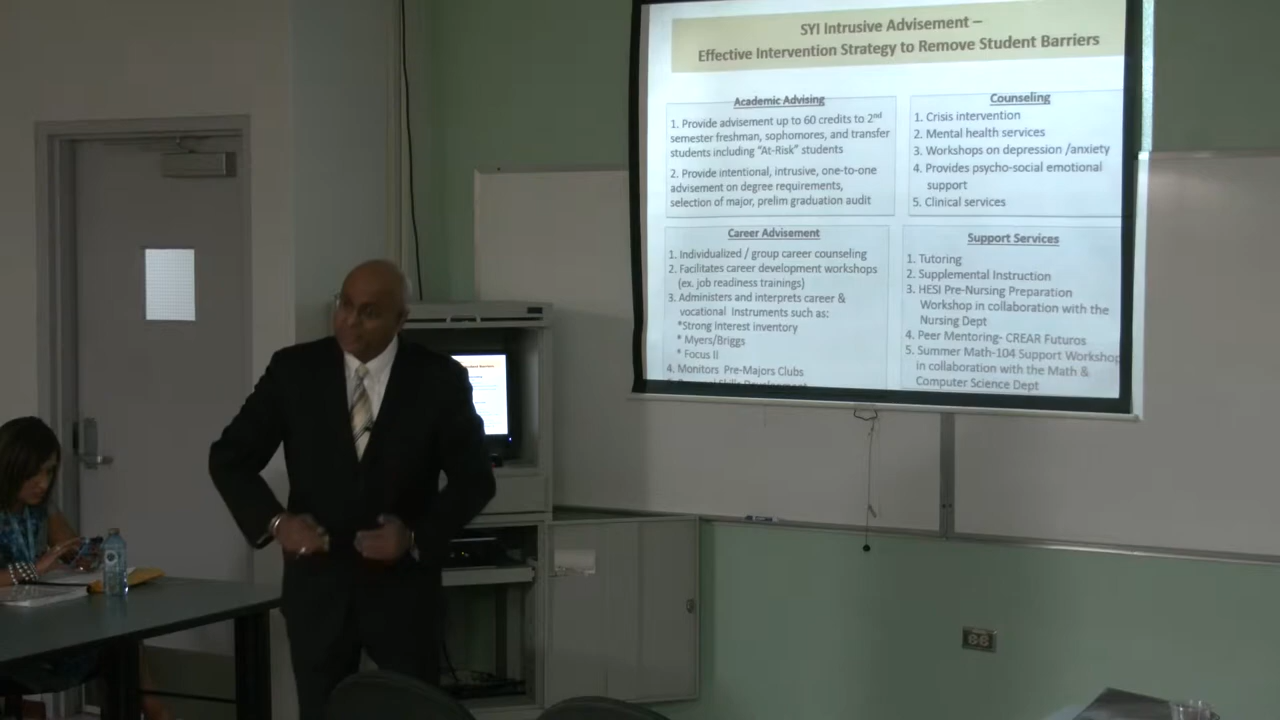 SYI Intrusive Advisement –
Effective Intervention Strategy to Remove Student Barriers
Academic Advising
1. Provide advisement up to 60 credits to 2nd
semester freshman, sophomores, and transfer
students including "At-Risk" students
2. Provide intentional, intrusive, one-to-one
advisement on degree requirements,
selection of major, prelim graduation audit
Counseling
1. Crisis intervention
2. Mental health services
3. Workshops on depression /anxiety
4. Provides psycho-social emotional
support
5. Clinical services
Career Advisement
1. Individualized / group career counseling
2. Facilitates career development workshops
(ex. job readiness trainings)
3. Administers and interprets career &
vocational Instruments such as:
*Strong Interest inventory
* Myers/Briggs
* Focus II
4. Monitors Pre-Majors Clubs
Support Services
1. Tutoring
2. Supplemental Instruction
3. HESI Pre-Nursing Preparation
Workshop in collaboration with the
Nursing Dept
4. Peer Mentoring- CREAR Futuros
5. Summer Math-104 Support Workshop
in collaboration with the Math &
Computer Science Dept